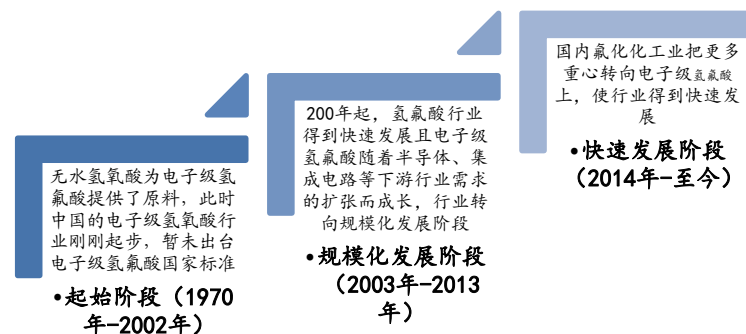 无水氢氧酸为电子级氢
氟酸提供了原料，此时
中国的电子级氢氧酸行
业刚刚起步，暂未出台
电子级氢氟酸国家标准
•起始阶段（1970
年-2002年）
200年起，氢氟酸行业
得到快速发展且电子级
氢氟酸随着半导体、集
成电路等下游行业需求
的扩张而成长，行业转
向规模化发展阶段
•规模化发展阶段
（2003年-2013
年）
国内氟化化工业把更多
重心转向电子级氢氟酸
上，使行业得到快速发
展
•快速发展阶段
（2014年-至今）